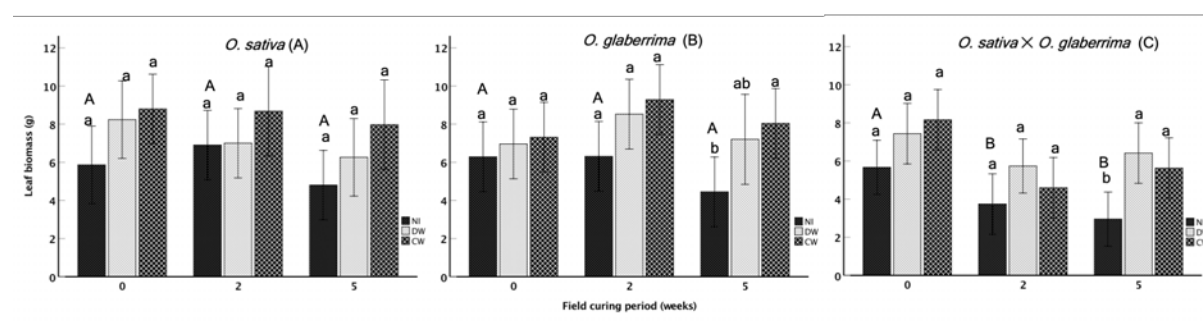 O. sativa (A)
12
10
8
6
4
2
0
Leaf biomass (g)
A
a
a
a
A
a
a
a
A
a
a
a
NI
DW
CW
0
2
5
O. glaberrima (B)
12
10
8
6
4
2
0
A
a
a
a
A
a
a
a
A
b
ab
a
NI
DW
CW
0
2
5
Field curing period (weeks)
O. sativa X O. glaberrima (C)
12
10
8
6
4
2
0
A
a
a
a
B
a
a
a
B
b
a
a
0
2
5